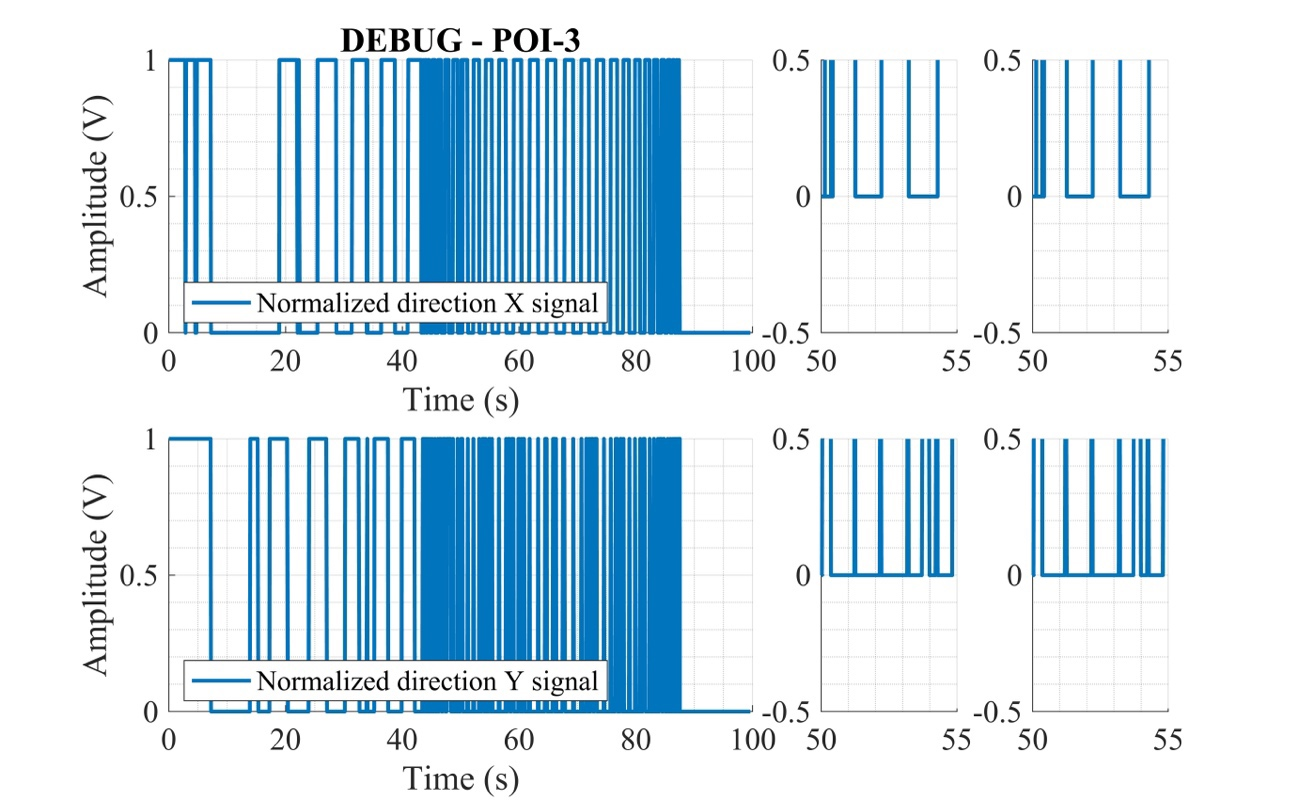 DEBUG - POI-3
1
0.5
0
Amplitude (V)
Normalized direction X signal
0 20 40 60 80 100
Time (s)
0.5
0
-0.5
50 55
0.5
0
-0.5
50 55
1
0.5
0
Amplitude (V)
Normalized direction Y signal
0 20 40 60 80 100
Time (s)
0.5
0
-0.5
50 55
0.5
0
-0.5
50 55